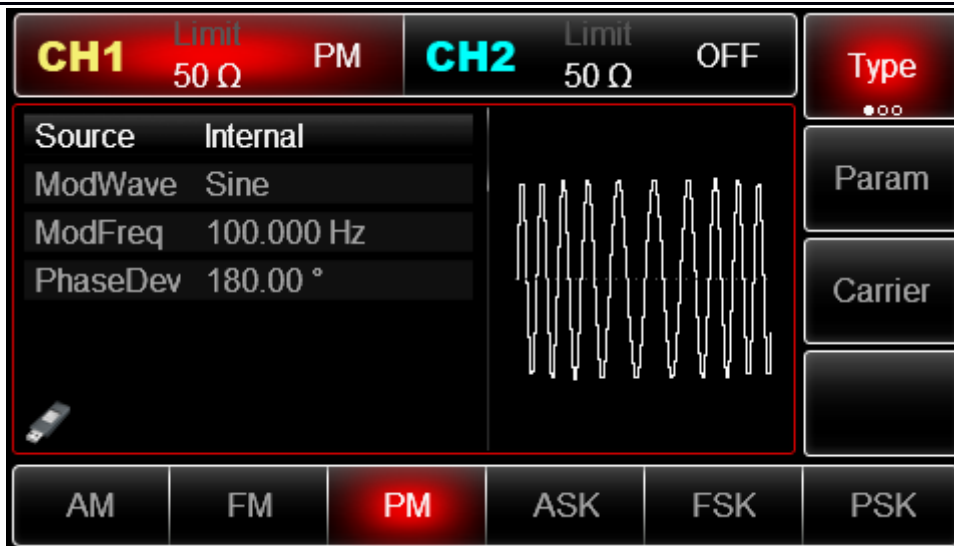 CH1 Limit 50 Ω PM CH2 Limit 50 Ω OFF
Type
Source Internal
ModWave Sine
ModFreq 100.000 Hz
PhaseDev 180.00 °
Param
Carrier
AM FM PM ASK FSK PSK